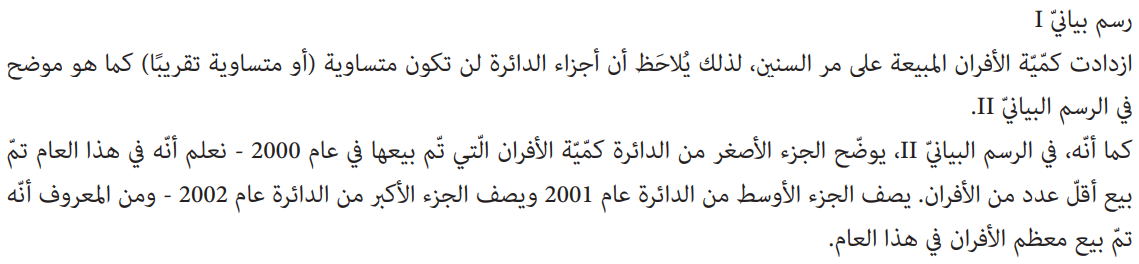 رسم بيانيّ I
ازدادت كمّيّة الأفران المبيعة على مر السنين، لذلك يُلاحَظ أن أجزاء الدائرة لن تكون متساوية (أو متساوية تقريبًا) كما هو موضح
في الرسم البيانيّ II.
كما أنّه، في الرسم البيانيّ II، يوضّح الجزء الأصغر من الدائرة كمّيّة الأفران الّتي تّم بيعها في عام 2000 - نعلم أنّه في هذا العام تمّ
بيع أقلّ عدد من الأفران. يصف الجزء الأوسط من الدائرة عام 2001 ويصف الجزء الأكبر من الدائرة عام 2002 - ومن المعروف أنّه
تمّ بيع معظم الأفران في هذا العام.